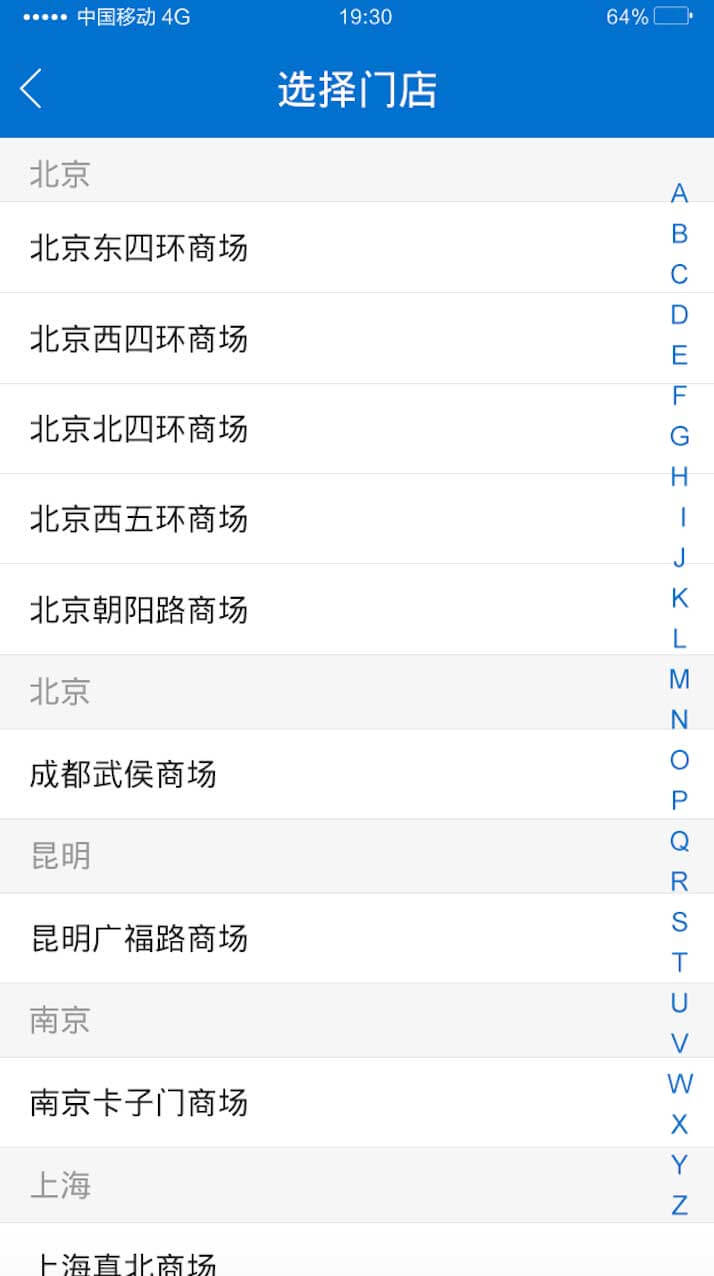 中国移动 4G 19:30 64%
选择门店
北京
北京东四环商场
北京西四环商场
北京北四环商场
北京西五环商场
北京朝阳路商场
北京
成都武侯商场
昆明
昆明广福路商场
南京
南京卡子门商场
上海
上海真北商场
A
B
C
D
E
F
G
H
I
J
K
L
M
N
O
P
Q
R
S
T
U
V
W
X
Y
Z